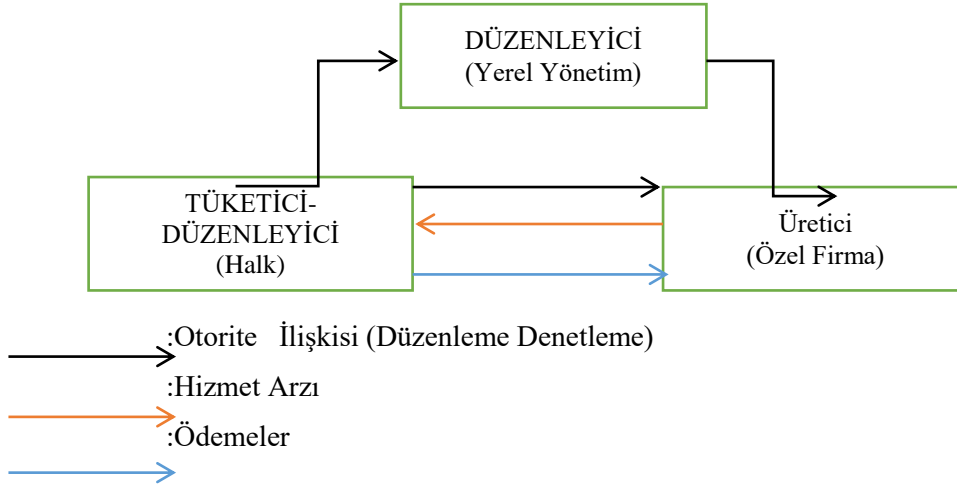 DÜZENLEYİCİ
(Yerel Yönetim)
TÜKETİCİ-
DÜZENLEYİCİ
(Halk)
Üretici
(Özel Firma)
:Otorite İlişkisi (Düzenleme Denetleme)
:Hizmet Arzı
:Ödemeler